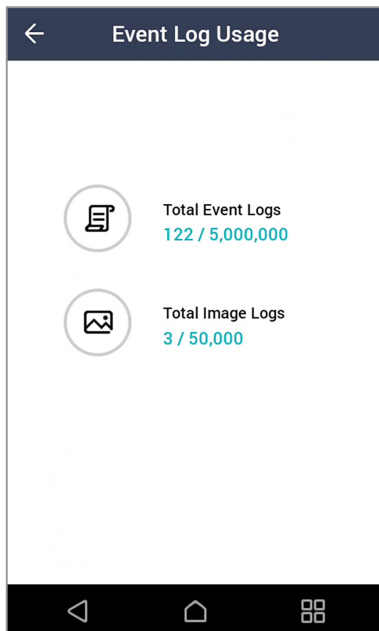 Event Log Usage
Total Event Logs
122 / 5,000,000
Total Image Logs
3 / 50,000